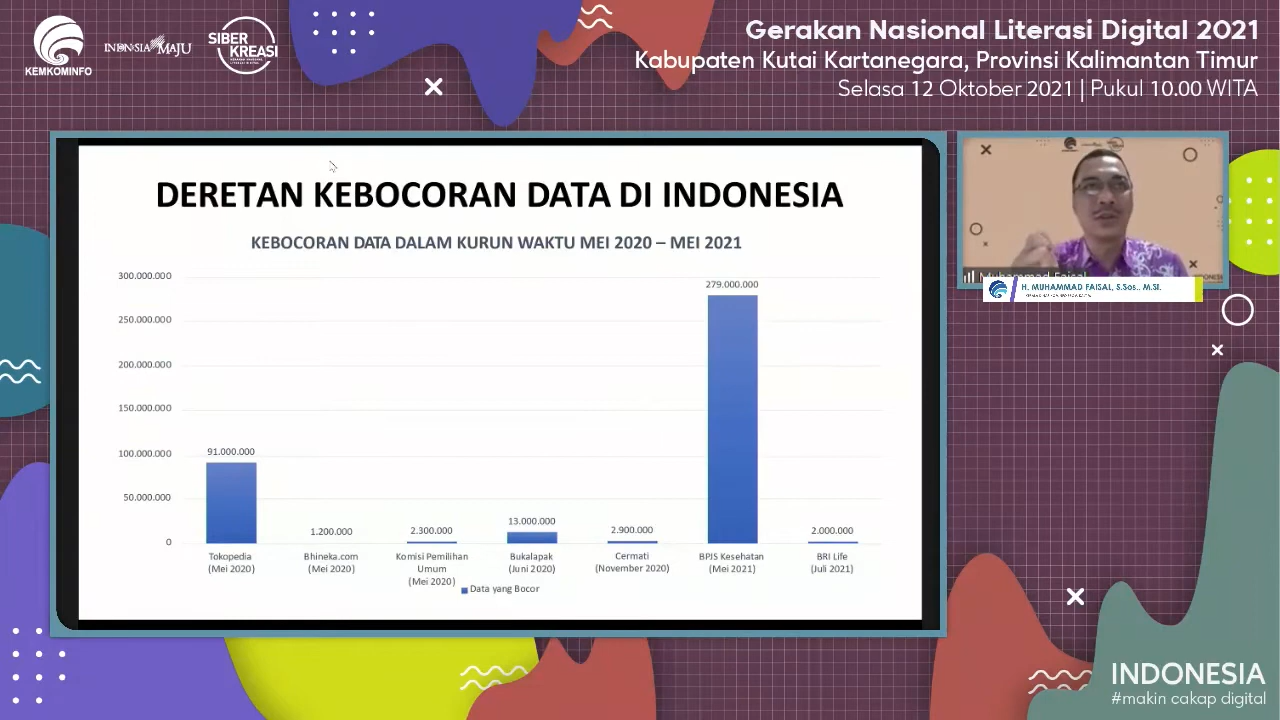 KEMKOMINFO
INDONESIA MAJU
SIBER
KREASI
Gerakan Nasional Literasi Digital 2021
Kabupaten Kutai Kartanegara, Provinsi Kalimantan Timur
Selasa 12 Oktober 2021 | Pukul 10.00 WITA
DERETAN KEBOCORAN DATA DI INDONESIA
KEBOCORAN DATA DALAM KURUN WAKTU MEI 2020 – MEI 2021
300.000.000
250.000.000
200.000.000
150.000.000
100.000.000
50.000.000
0
91.000.000
1.200.000
2.300.000
13.000.000
2.900.000
279.000.000
2.000.000
Tokopedia
(Mei 2020)
Bhineka.com
(Mei 2020)
Komisi Pemilihan
Umum
(Mei 2020)
Bukalapak
(Juni 2020)
Cermati
(November 2020)
BPJS Kesehatan
(Mei 2021)
BRI Life
(Juli 2021)
Data yang Bocor
Muhammad Faisal
H. MUHAMMAD FAISAL, S.Sos., M.SI.
INDONESIA
#makin cakap digital